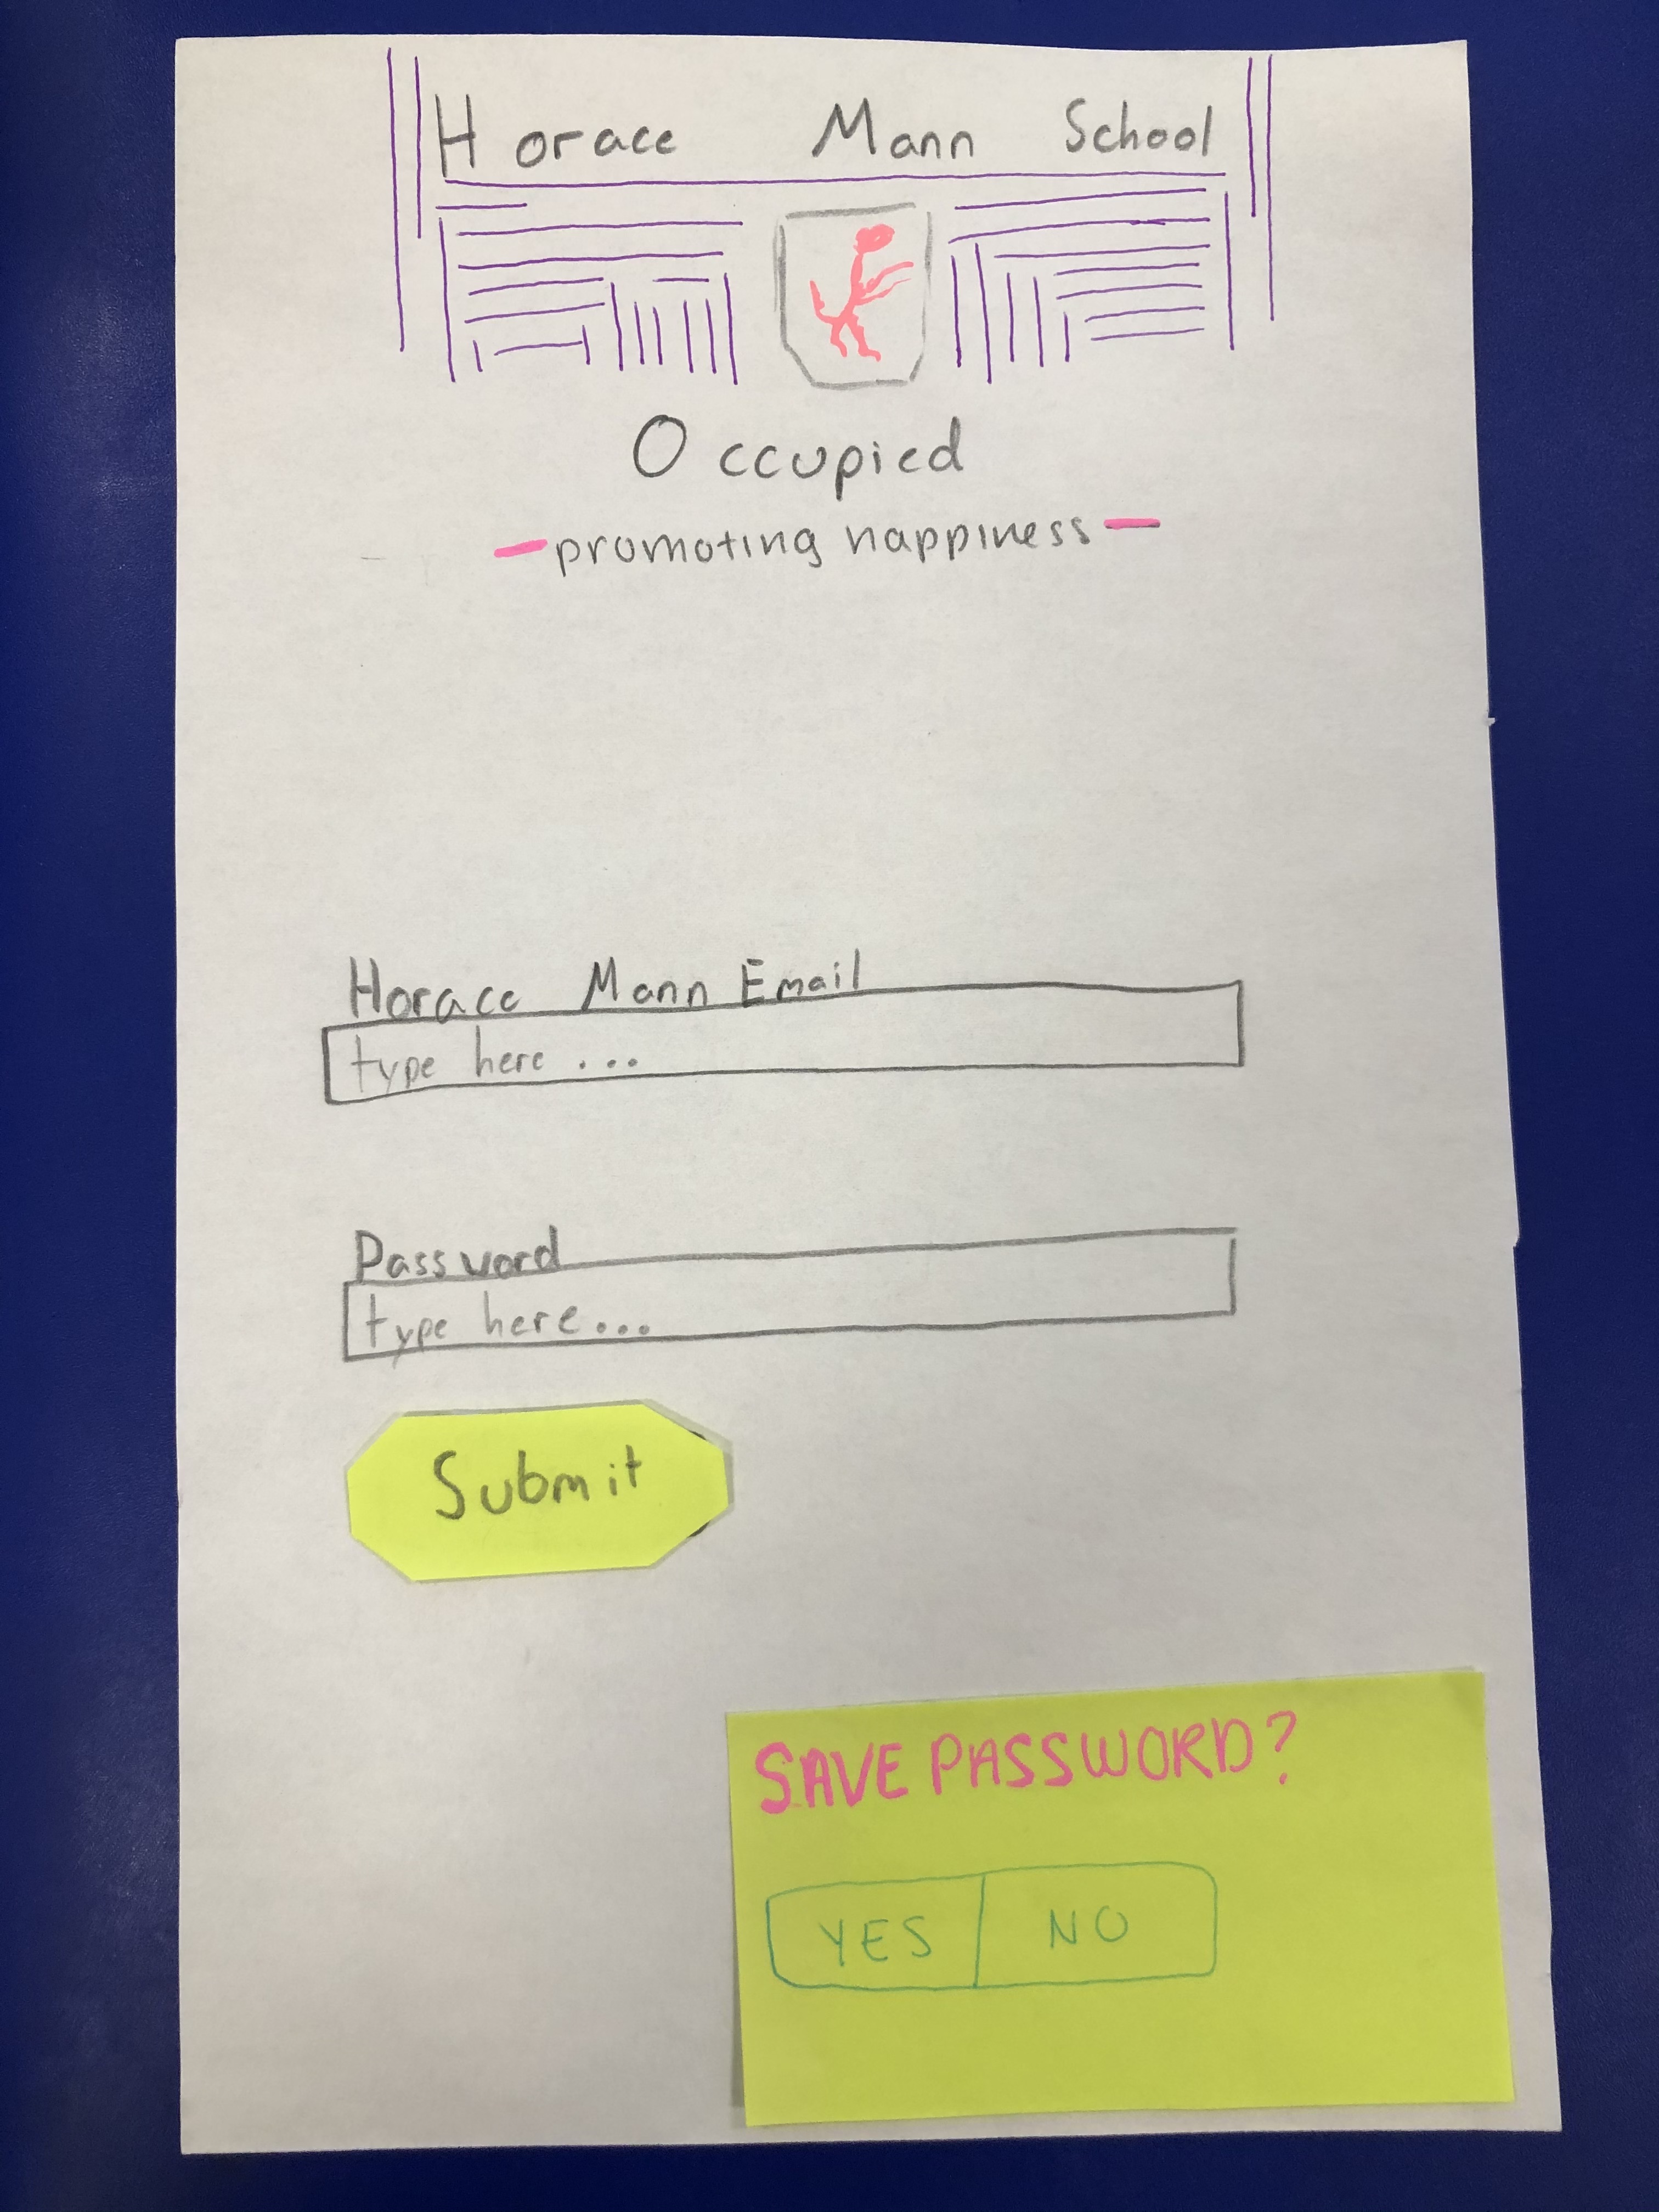 Horace Mann School
Occupied
-promoting happiness-
Horace Mann Email
type here ...
Password
type here...
Submit
SAVE PASSWORD?
YES NO